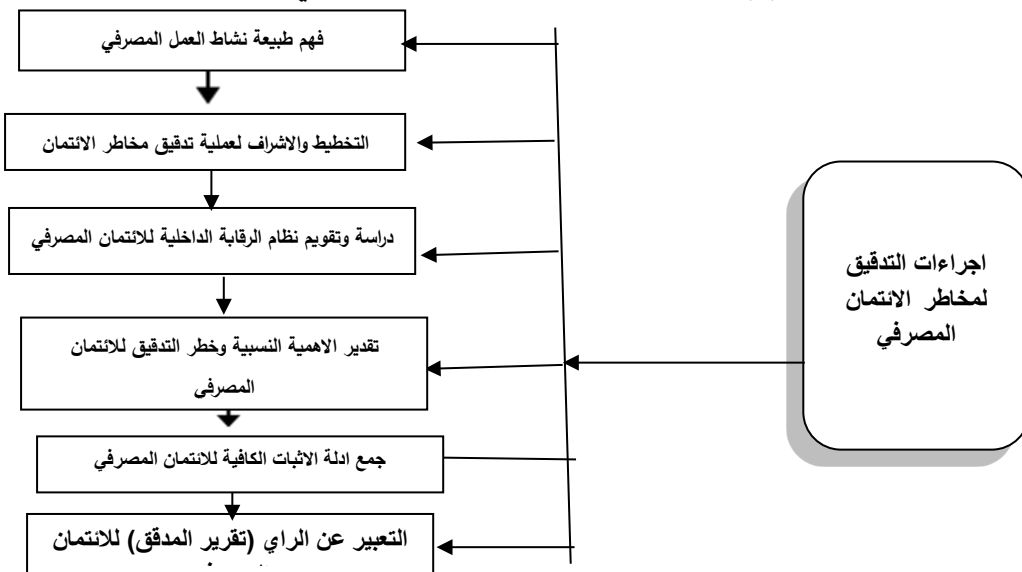 فهم طبيعة نشاط العمل المصرفي
التخطيط والاشراف لعملية تدقيق مخاطر الائتمان
دراسة وتقويم نظام الرقابة الداخلية للائتمان المصرفي
تقدير الاهمية النسبية وخطر التدقيق للائتمان
المصرفي
جمع ادلة الاثبات الكافية للائتمان المصرفي
التعبير عن الراي (تقرير المدقق) للائتمان
اجراءات التدقيق
لمخاطر الائتمان
المصرفي